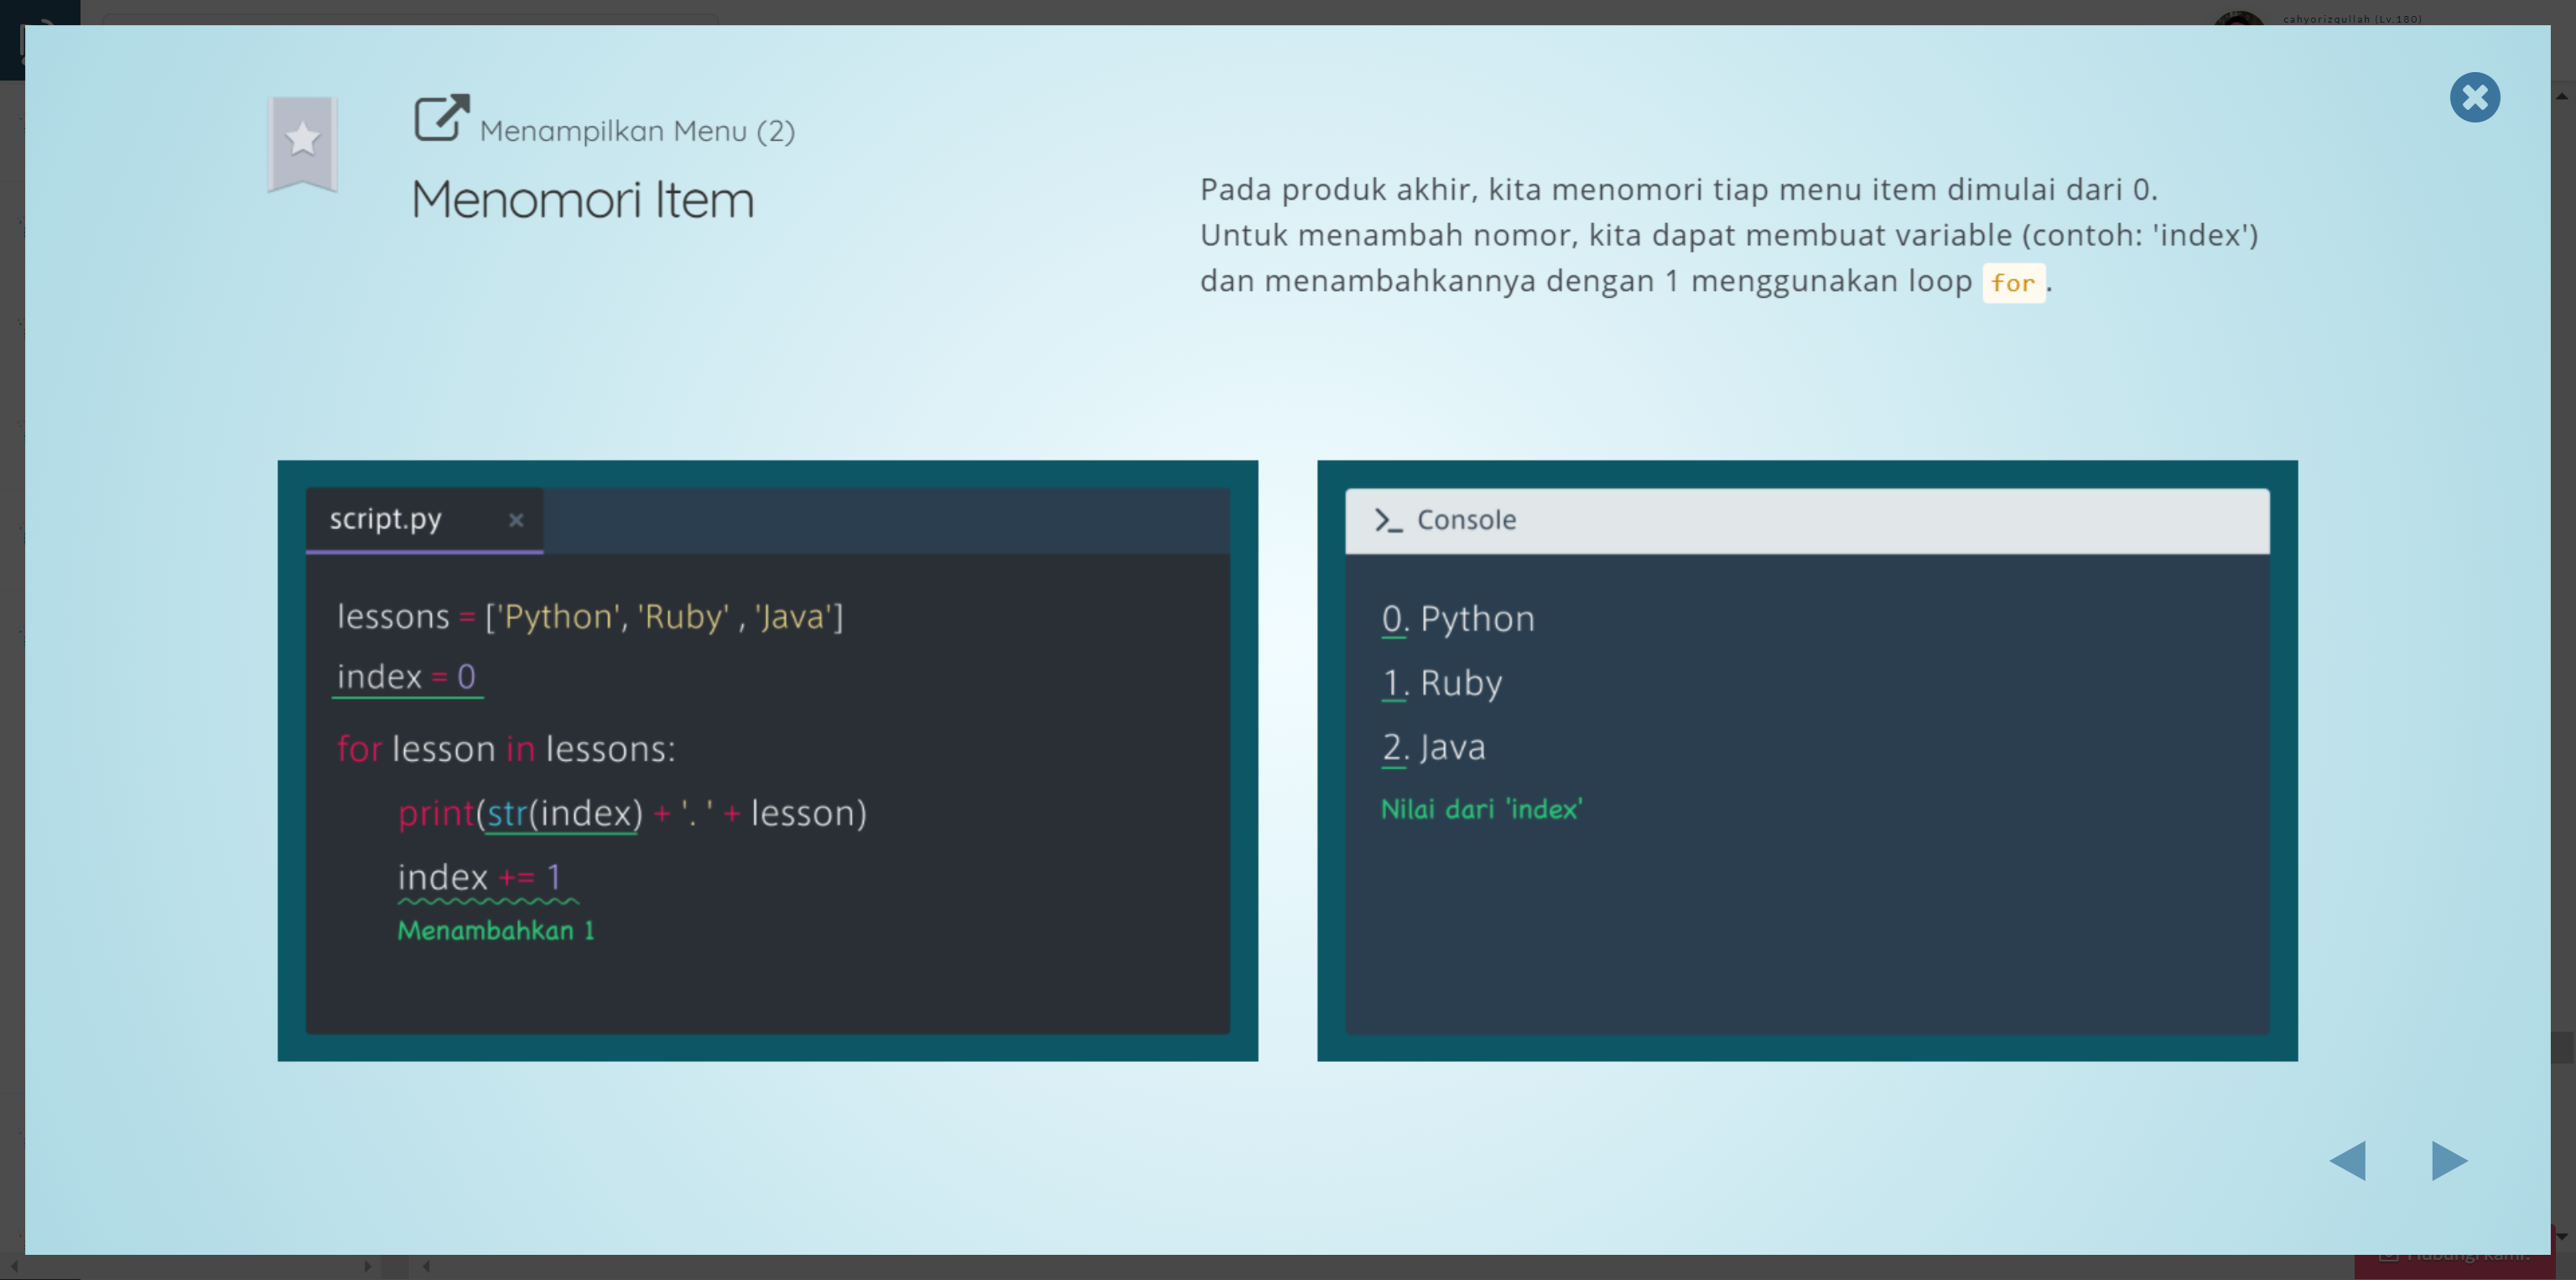 cahyorizqullah (Lv.180)
Menampilkan Menu (2)
Menomori Item
Pada produk akhir, kita menomori tiap menu item dimulai dari 0.
Untuk menambah nomor, kita dapat membuat variable (contoh: 'index')
dan menambahkannya dengan 1 menggunakan loop for.
script.py ×
lessons = ['Python', 'Ruby' , 'Java']
index = 0
for lesson in lessons:
print(str(index) + '. ' + lesson)
index += 1
Menambahkan 1
>_ Console
0. Python
1. Ruby
2. Java
Nilai dari 'index'
Hubungi kami.